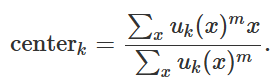 center_k = \frac{\sum_x u_k(x)^m x}{\sum_x u_k(x)^m}.